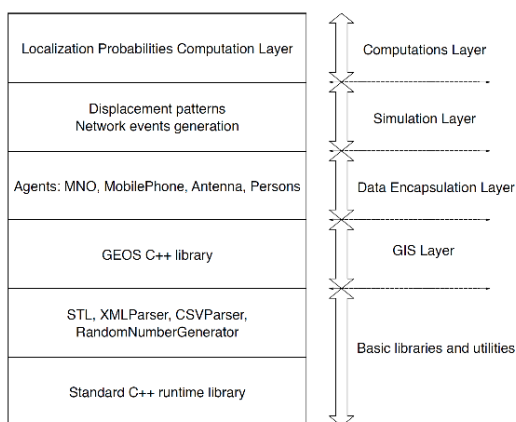 Localization Probabilities Computation Layer
Computations Layer
Displacement patterns
Network events generation
Simulation Layer
Agents: MNO, MobilePhone, Antenna, Persons
Data Encapsulation Layer
GEOS C++ library
GIS Layer
STL, XMLParser, CSVParser,
RandomNumberGenerator
Basic libraries and utilities
Standard C++ runtime library